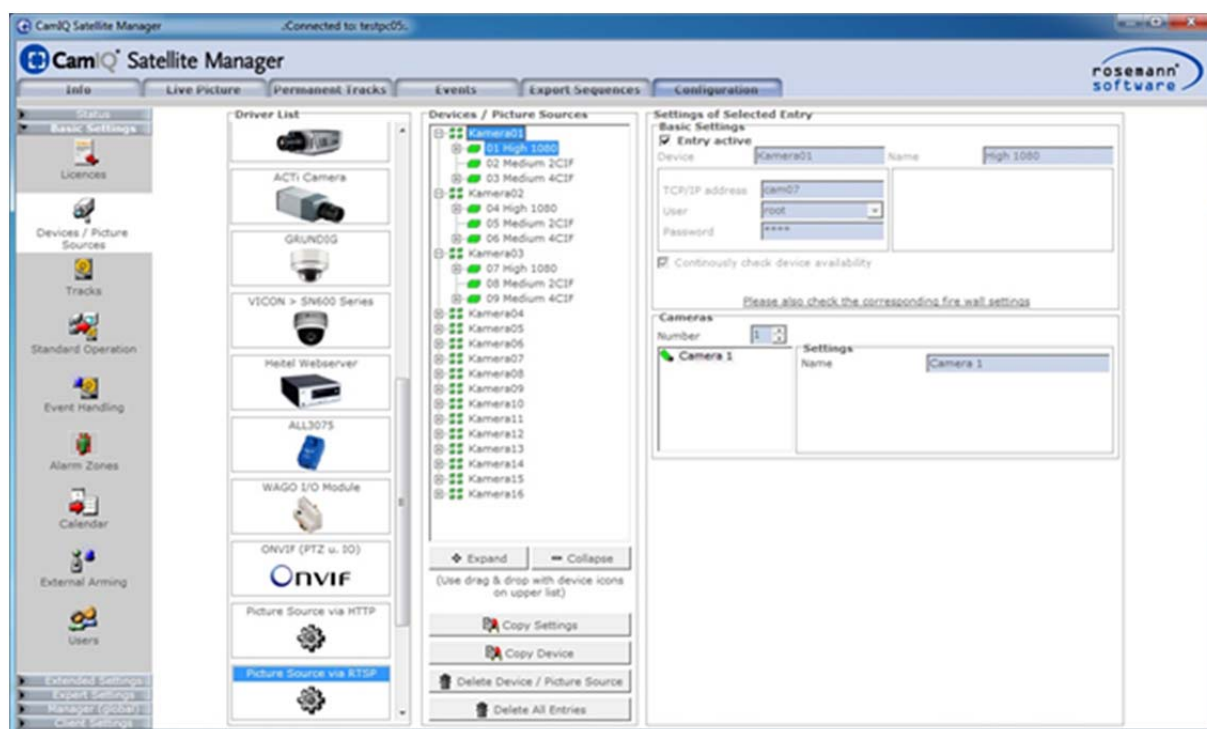 CamIQ Satellite Manager .:Connected to: testpc05:.
CamIQ Satellite Manager
rosemann software
Info Live Picture Permanent Tracks Events Export Sequences Configuration
Status
Basic Settings
Licences
Devices / Picture Sources
Tracks
Standard Operation
Event Handling
Alarm Zones
Calendar
External Arming
Users
Extended Settings
Expert Settings
Manager (global)
Client Settings
Driver List
ACTi Camera
GRUNDIG
VICON > SN600 Series
Heitel Webserver
ALL3075
WAGO I/O Module
ONVIF (PTZ u. IO)
ONVIF
Picture Source via HTTP
Picture Source via RTSP
Devices / Picture Sources
Kamera01
01 High 1080
02 Medium 2CIF
03 Medium 4CIF
Kamera02
04 High 1080
05 Medium 2CIF
06 Medium 4CIF
Kamera03
07 High 1080
08 Medium 2CIF
09 Medium 4CIF
Kamera04
Kamera05
Kamera06
Kamera07
Kamera08
Kamera09
Kamera10
Kamera11
Kamera12
Kamera13
Kamera14
Kamera15
Kamera16
Expand Collapse
(Use drag & drop with device icons
on upper list)
Copy Settings
Copy Device
Delete Device / Picture Source
Delete All Entries
Settings of Selected Entry
Basic Settings
Entry active
Device Kamera01 Name High 1080
TCP/IP address cam07
User root
Password ****
Continously check device availability
Please also check the corresponding fire wall settings
Cameras
Number 1
Camera 1
Settings
Name Camera 1